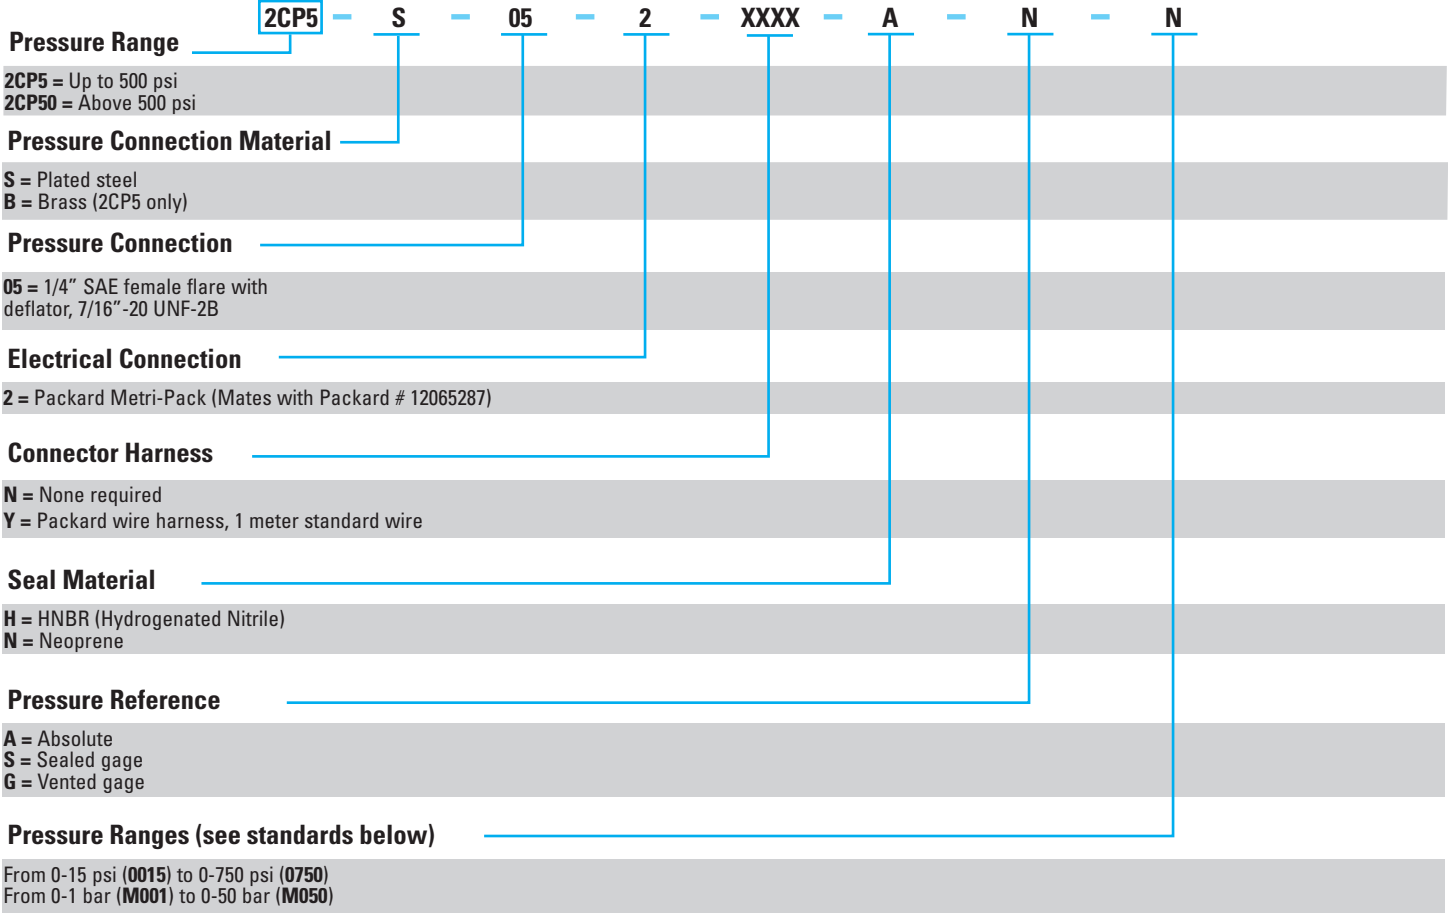 2CP5 – S – 05 – 2 – XXXX – A – N – N
Pressure Range
2CP5 = Up to 500 psi
2CP50 = Above 500 psi
Pressure Connection Material
S = Plated steel
B = Brass (2CP5 only)
Pressure Connection
05 = 1/4” SAE female flare with
deflator, 7/16”-20 UNF-2B
Electrical Connection
2 = Packard Metri-Pack (Mates with Packard # 12065287)
Connector Harness
N = None required
Y = Packard wire harness, 1 meter standard wire
Seal Material
H = HNBR (Hydrogenated Nitrile)
N = Neoprene
Pressure Reference
A = Absolute
S = Sealed gage
G = Vented gage
Pressure Ranges (see standards below)
From 0-15 psi (0015) to 0-750 psi (0750)
From 0-1 bar (M001) to 0-50 bar (M050)